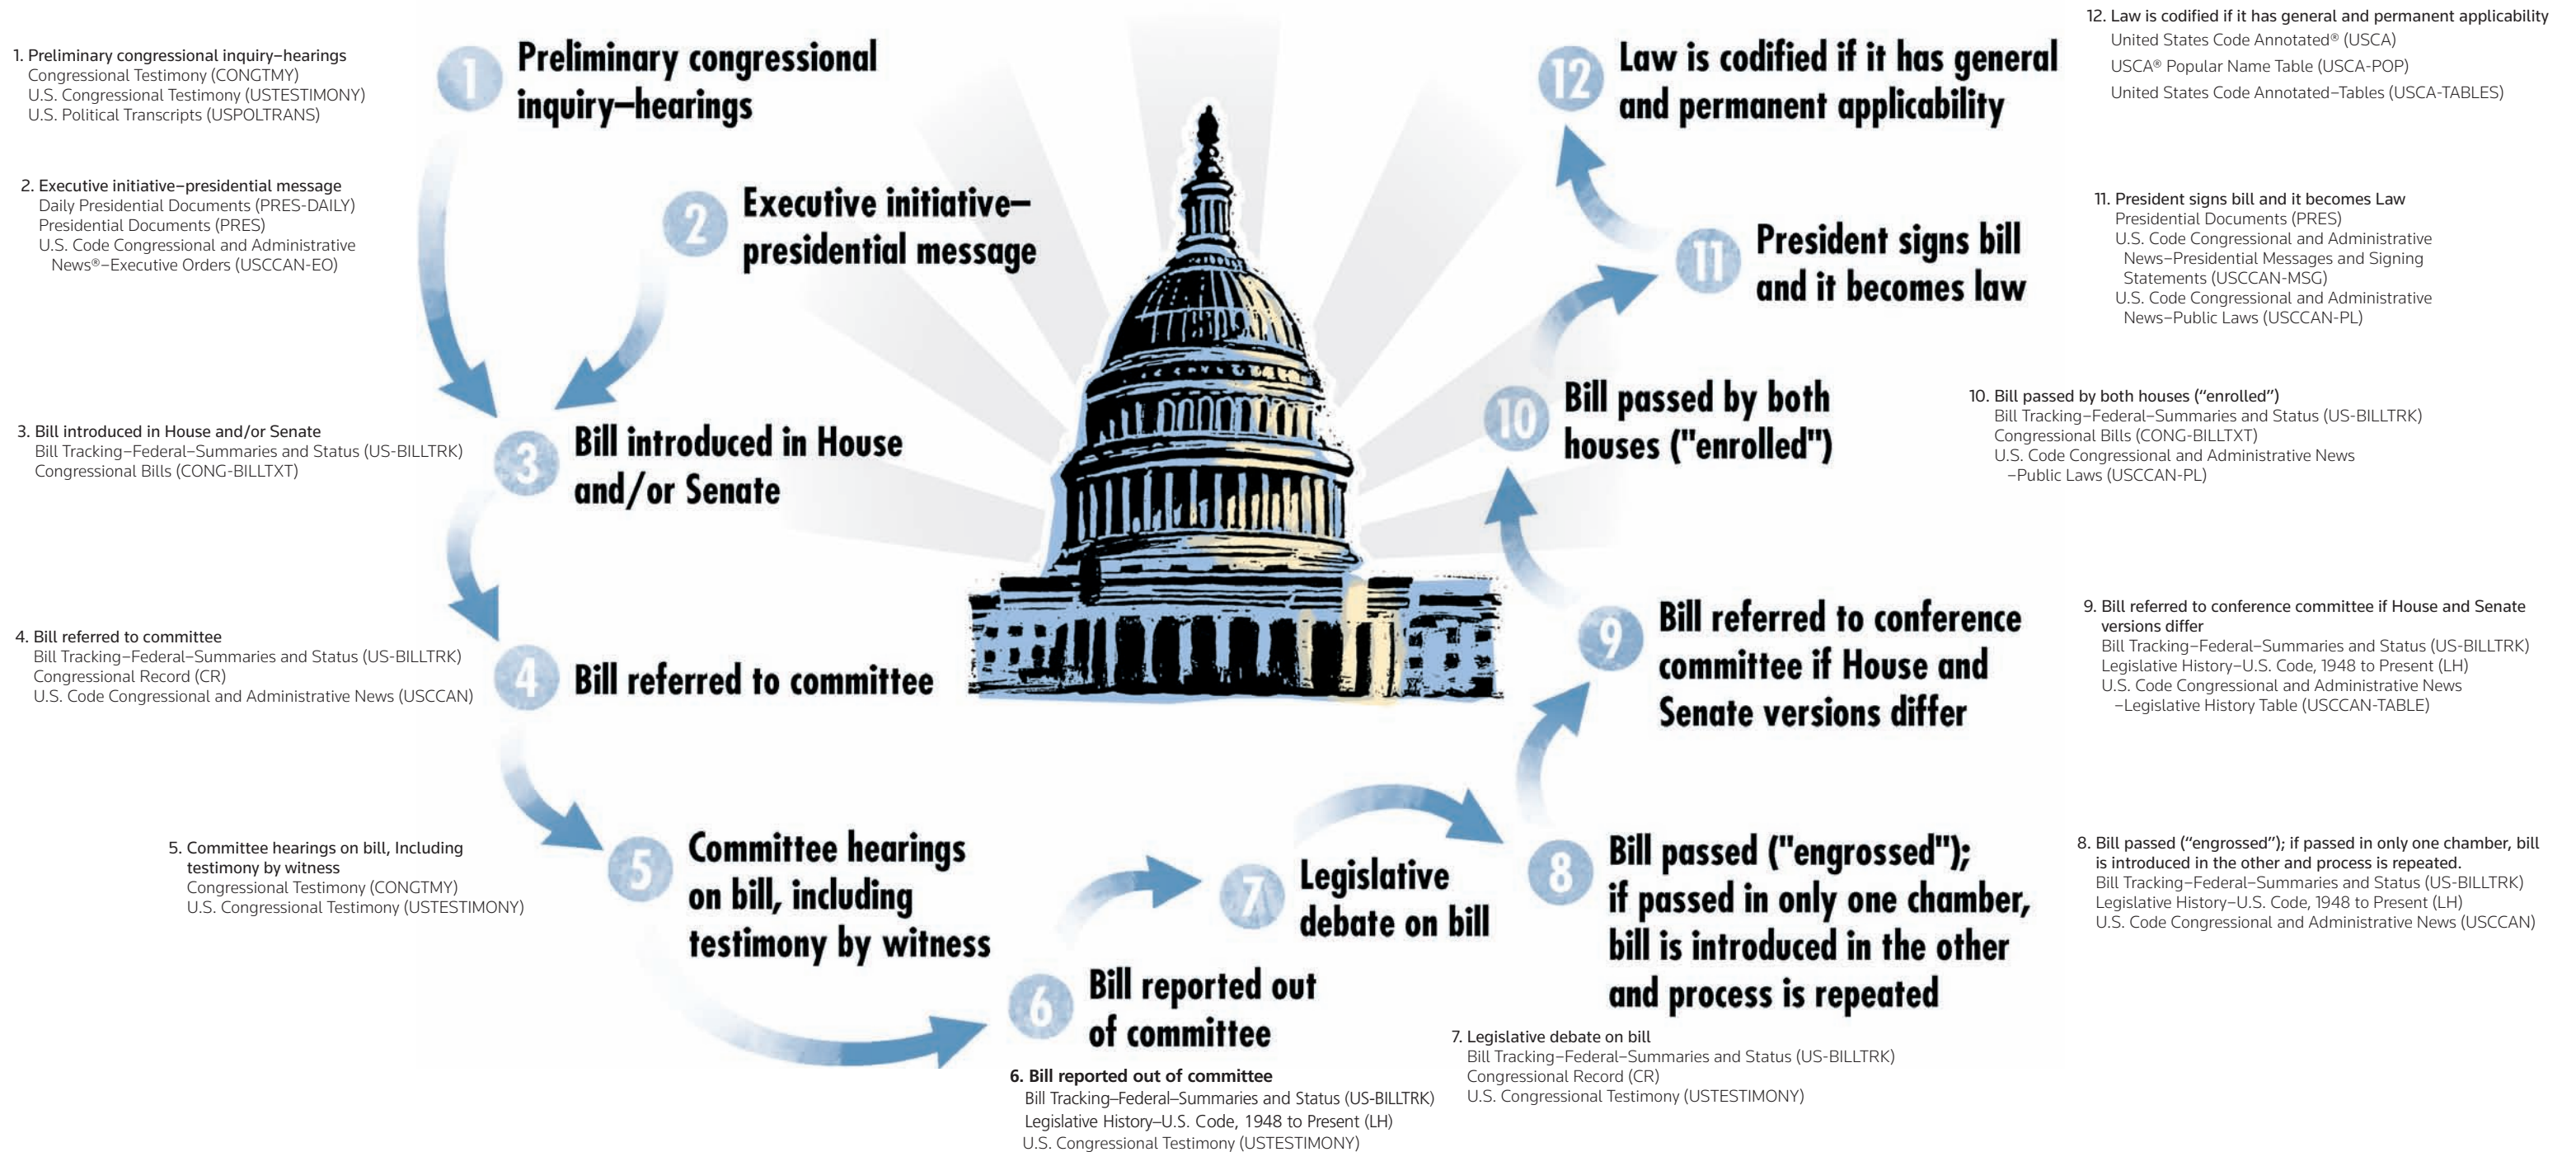 1. Preliminary congressional inquiry–hearings
Congressional Testimony (CONGTMY)
U.S. Congressional Testimony (USTESTIMONY)
U.S. Political Transcripts (USPOLTRANS)
2. Executive initiative–presidential message
Daily Presidential Documents (PRES-DAILY)
Presidential Documents (PRES)
U.S. Code Congressional and Administrative
News®–Executive Orders (USCCAN-EO)
3. Bill introduced in House and/or Senate
Bill Tracking–Federal–Summaries and Status (US-BILLTRK)
Congressional Bills (CONG-BILLTXT)
4. Bill referred to committee
Bill Tracking–Federal–Summaries and Status (US-BILLTRK)
Congressional Record (CR)
U.S. Code Congressional and Administrative News (USCCAN)
5. Committee hearings on bill, Including
testimony by witness
Congressional Testimony (CONGTMY)
U.S. Congressional Testimony (USTESTIMONY)
1 Preliminary congressional
inquiry–hearings
2 Executive initiative–
presidential message
3 Bill introduced in House
and/or Senate
4 Bill referred to committee
5 Committee hearings
on bill, including
testimony by witness
6 Bill reported out
of committee
6. Bill reported out of committee
Bill Tracking–Federal–Summaries and Status (US-BILLTRK)
Legislative History–U.S. Code, 1948 to Present (LH)
U.S. Congressional Testimony (USTESTIMONY)
7 Legislative
debate on bill
7. Legislative debate on bill
Bill Tracking–Federal–Summaries and Status (US-BILLTRK)
Congressional Record (CR)
U.S. Congressional Testimony (USTESTIMONY)
8 Bill passed ("engrossed");
if passed in only one chamber,
bill is introduced in the other
and process is repeated
9 Bill referred to conference
committee if House and
Senate versions differ
10 Bill passed by both
houses ("enrolled")
11 President signs bill
and it becomes law
12 Law is codified if it has general
and permanent applicability
12. Law is codified if it has general and permanent applicability
United States Code Annotated® (USCA)
USCA® Popular Name Table (USCA-POP)
United States Code Annotated–Tables (USCA-TABLES)
11. President signs bill and it becomes Law
Presidential Documents (PRES)
U.S. Code Congressional and Administrative
News–Presidential Messages and Signing
Statements (USCCAN-MSG)
U.S. Code Congressional and Administrative
News–Public Laws (USCCAN-PL)
10. Bill passed by both houses (“enrolled”)
Bill Tracking–Federal–Summaries and Status (US-BILLTRK)
Congressional Bills (CONG-BILLTXT)
U.S. Code Congressional and Administrative News
–Public Laws (USCCAN-PL)
9. Bill referred to conference committee if House and Senate
versions differ
Bill Tracking–Federal–Summaries and Status (US-BILLTRK)
Legislative History–U.S. Code, 1948 to Present (LH)
U.S. Code Congressional and Administrative News
–Legislative History Table (USCCAN-TABLE)
8. Bill passed (“engrossed”); if passed in only one chamber, bill
is introduced in the other and process is repeated.
Bill Tracking–Federal–Summaries and Status (US-BILLTRK)
Legislative History–U.S. Code, 1948 to Present (LH)
U.S. Code Congressional and Administrative News (USCCAN)